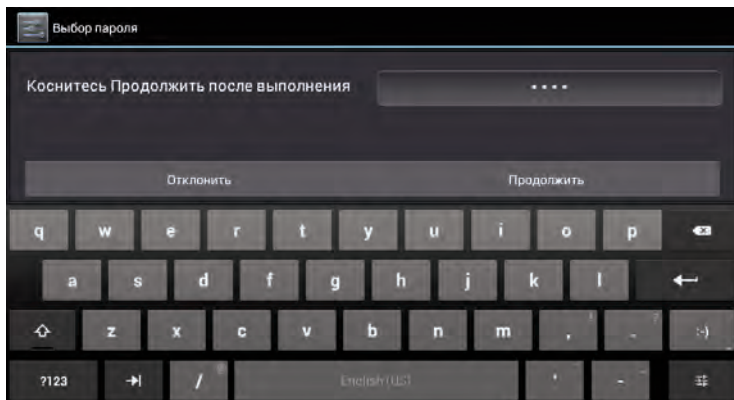 Выбор пароля
Коснитесь Продолжить после выполнения ••••
Отклонить Продолжить
q w e r t y u i o p
a s d f g h j k l
z x c v b n m , . :-)
?123 / English (US) ' -